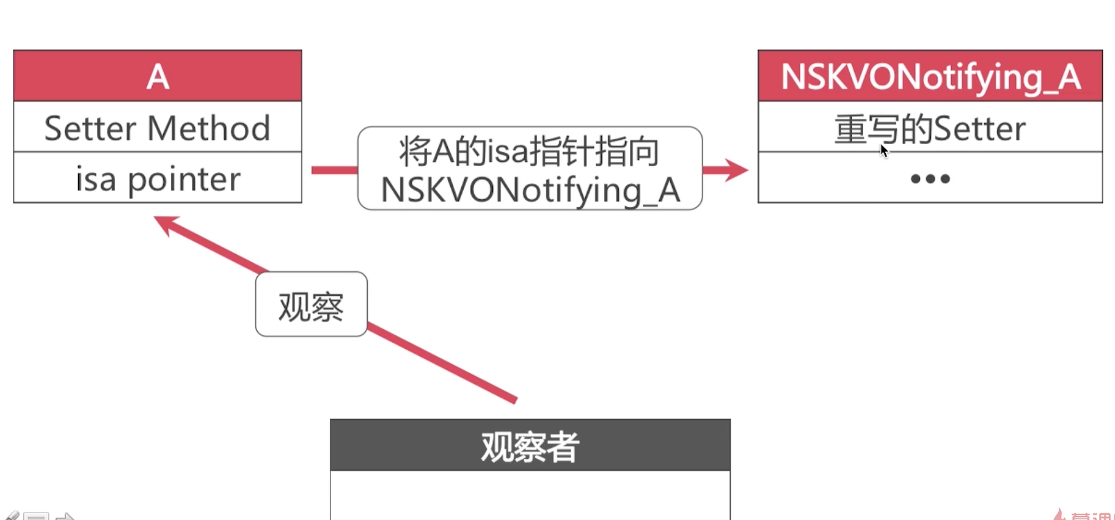 A
Setter Method
isa pointer
将A的isa指针指向
NSKVONotifying_A
NSKVONotifying_A
重写的Setter
•••
观察
观察者